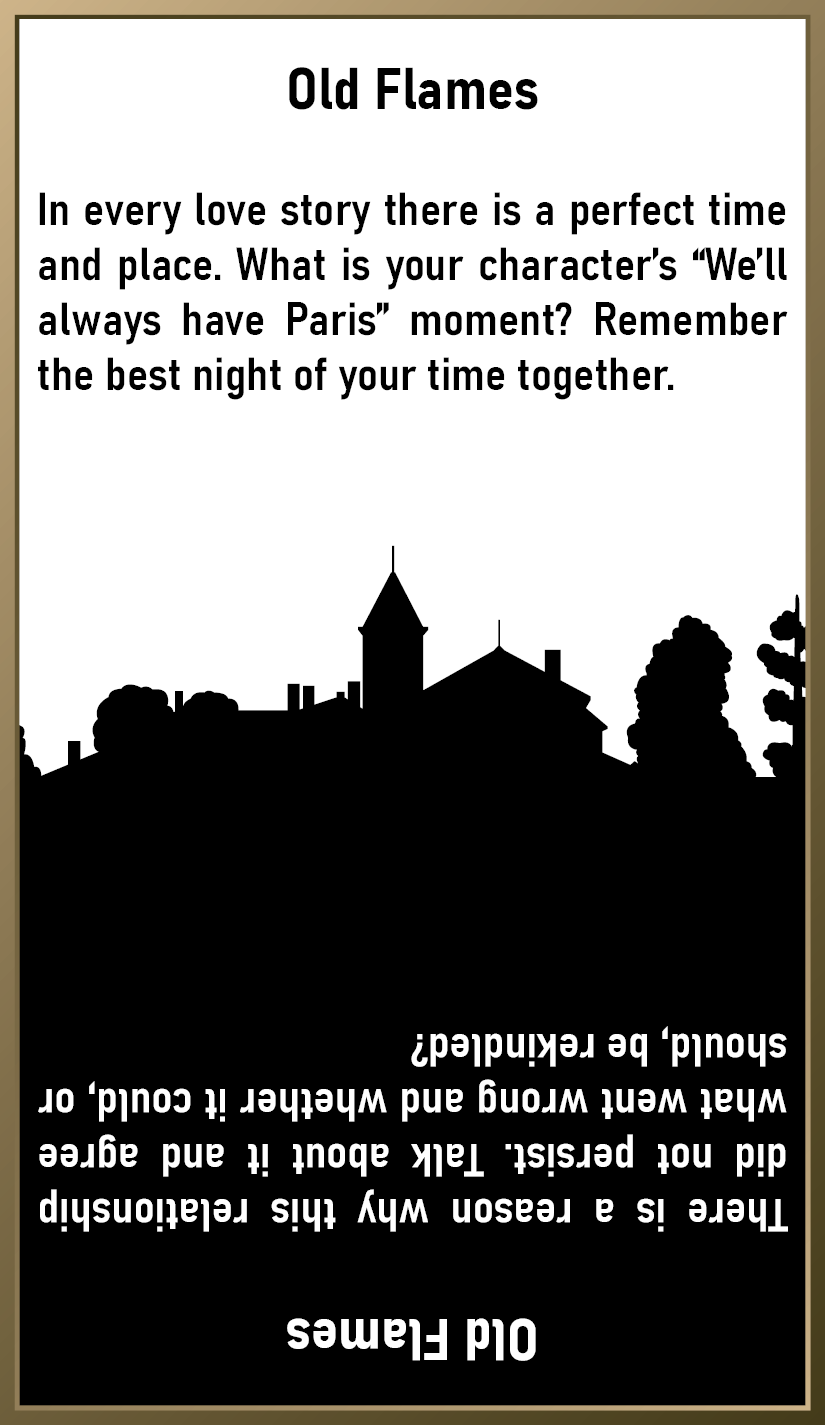 Old Flames
In every love story there is a perfect time
and place. What is your character’s “We’ll
always have Paris” moment? Remember
the best night of your time together.
Old Flames
There is a reason why this relationship
did not persist. Talk about it and agree
what went wrong and whether it could, or
should, be rekindled?